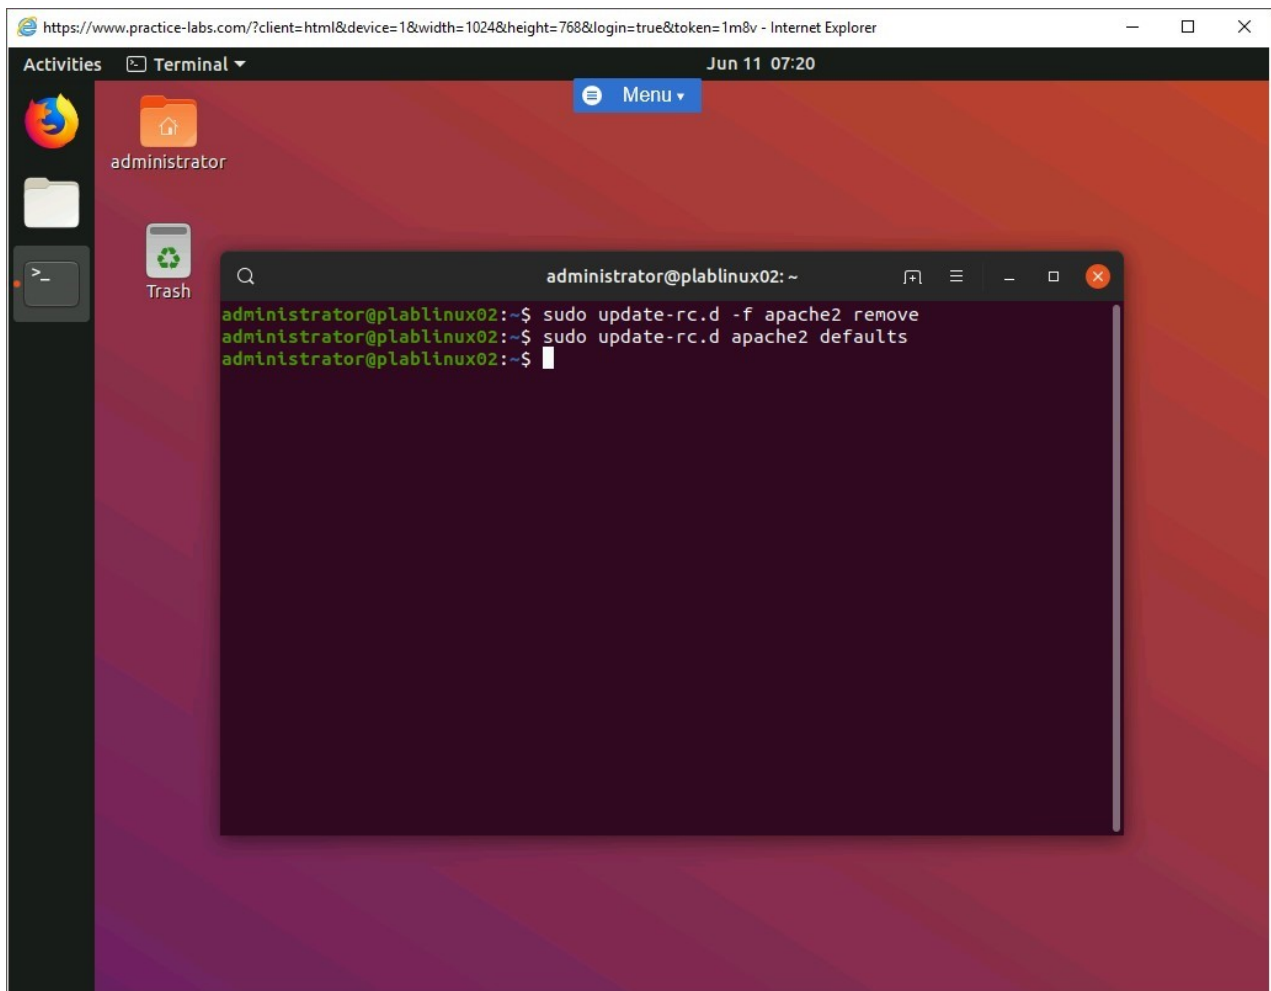 https://www.practice-labs.com/?client=html&device=1&width=1024&height=768&login=true&token=1m8v - Internet Explorer
Activities Terminal Jun 11 07:20
Menu
administrator
Trash
administrator@plablinux02: ~
administrator@plablinux02:~$ sudo update-rc.d -f apache2 remove
administrator@plablinux02:~$ sudo update-rc.d apache2 defaults
administrator@plablinux02:~$